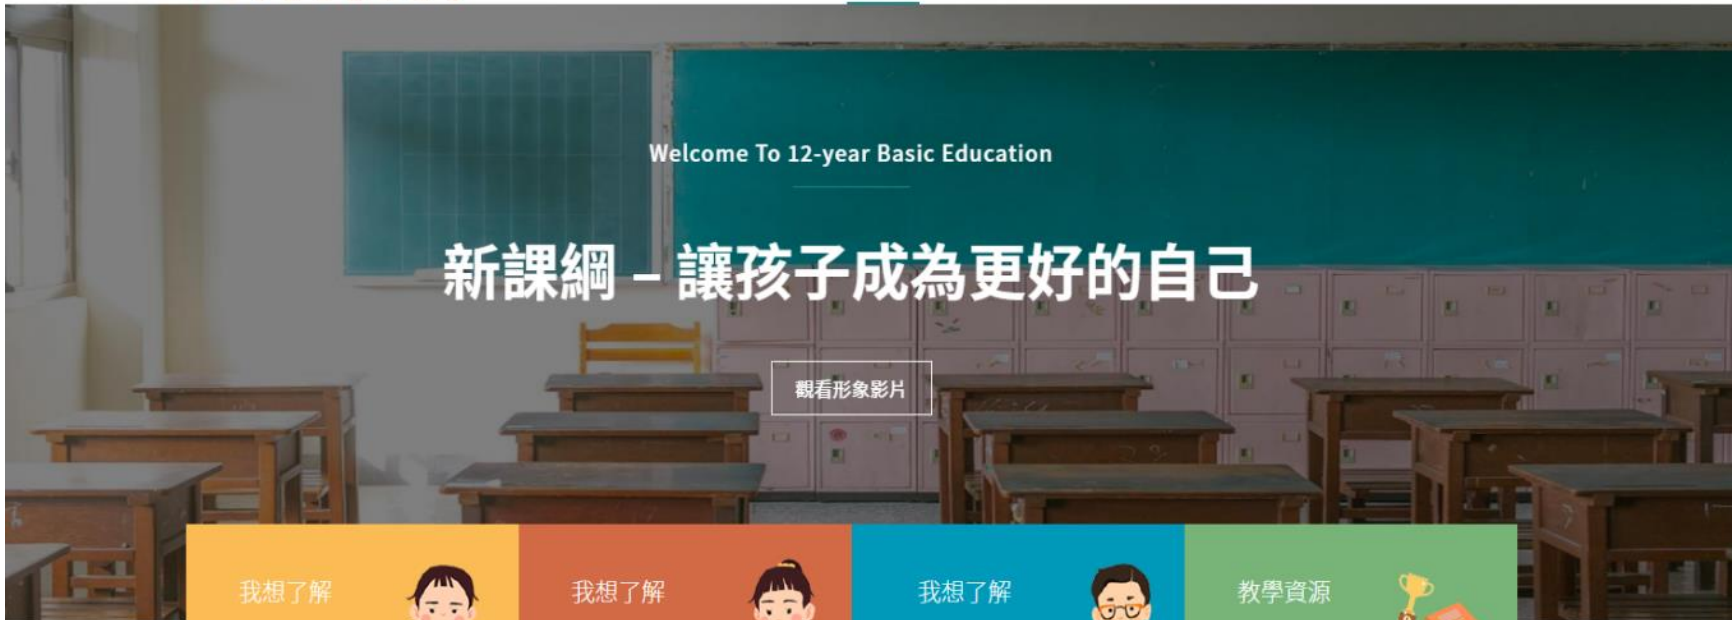 Welcome To 12-year Basic Education
新課綱 – 讓孩子成為更好的自己
觀看形象影片
我想了解
我想了解
我想了解
教學資源